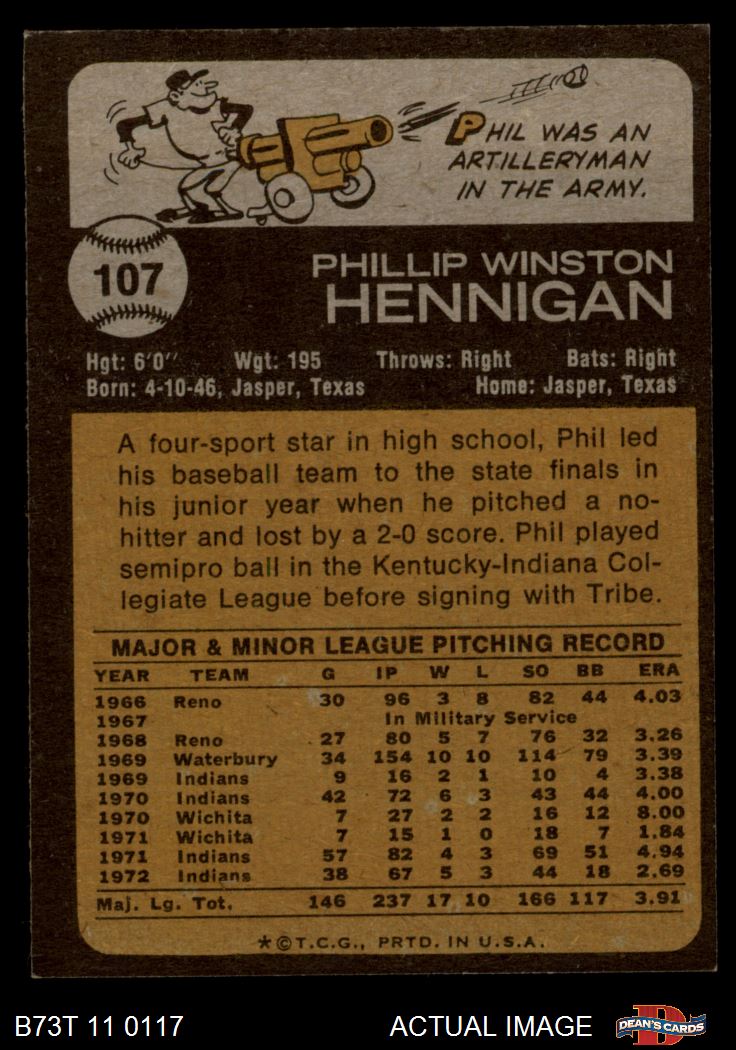 PHIL WAS AN
ARTILLERYMAN
IN THE ARMY.
107
PHILLIP WINSTON
HENNIGAN
Hgt: 6'0" Wgt: 195 Throws: Right Bats: Right
Born: 4-10-46, Jasper, Texas Home: Jasper, Texas
A four-sport star in high school, Phil led
his baseball team to the state finals in
his junior year when he pitched a no-
hitter and lost by a 2-0 score. Phil played
semipro ball in the Kentucky-Indiana Col-
legiate League before signing with Tribe.
MAJOR & MINOR LEAGUE PITCHING RECORD
YEAR TEAM G IP W L SO BB ERA
1966 Reno 30 96 3 8 82 44 4.03
1967 In Military Service
1968 Reno 27 80 5 7 76 32 3.26
1969 Waterbury 34 154 10 10 114 79 3.39
1969 Indians 9 16 2 1 10 4 3.38
1970 Indians 42 72 6 3 43 44 4.00
1970 Wichita 7 27 2 2 16 12 8.00
1971 Wichita 7 15 1 0 18 7 1.84
1971 Indians 57 82 4 3 69 51 4.94
1972 Indians 38 67 5 3 44 18 2.69
Maj. Lg. Tot. 146 237 17 10 166 117 3.91
*©T.C.G., PRTD. IN U.S.A.
B73T 11 0117 ACTUAL IMAGE D DEAN'S CARDS